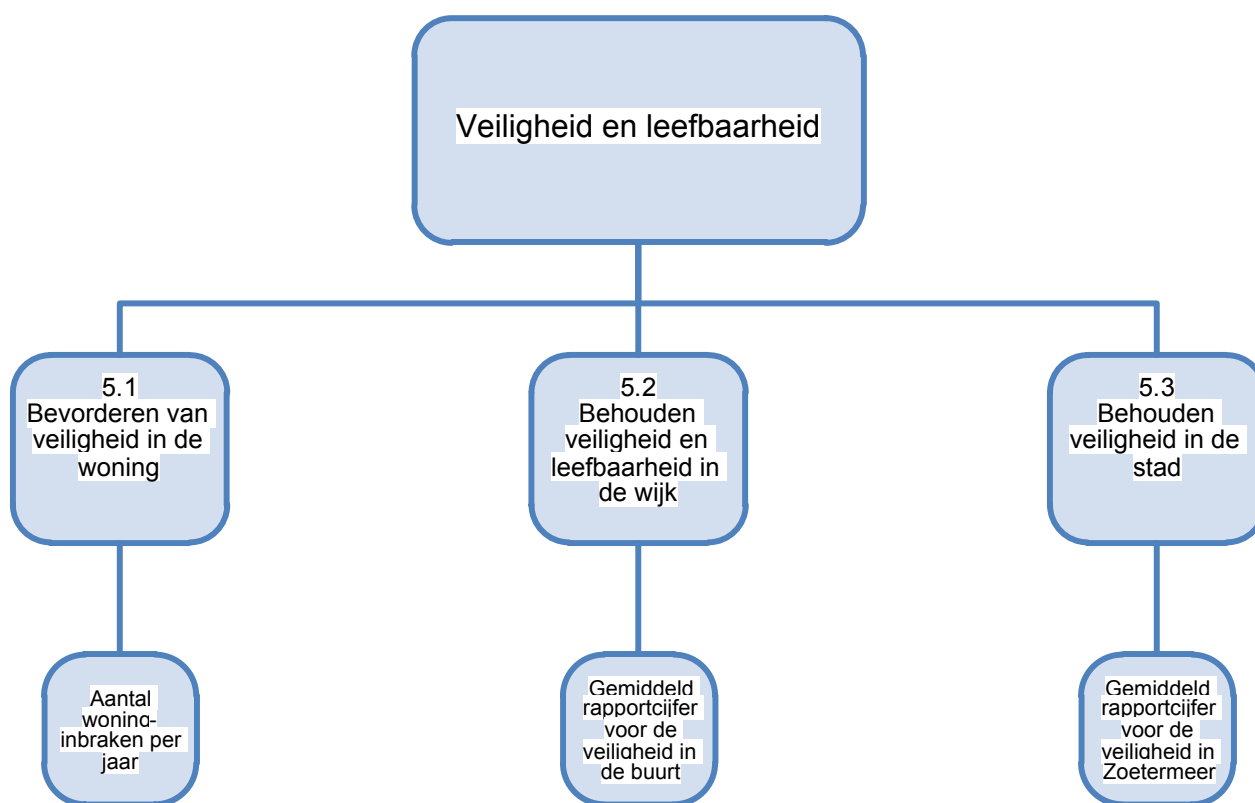 Veiligheid en leefbaarheid
5.1
Bevorderen van
veiligheid in de
woning
5.2
Behouden
veiligheid en
leefbaarheid in
de wijk
5.3
Behouden
veiligheid in de
stad
Aantal
woning-
inbraken per
jaar
Gemiddeld
rapportcijfer
voor de
veiligheid in
de buurt
Gemiddeld
rapportcijfer
voor de
veiligheid in
Zoetermeer